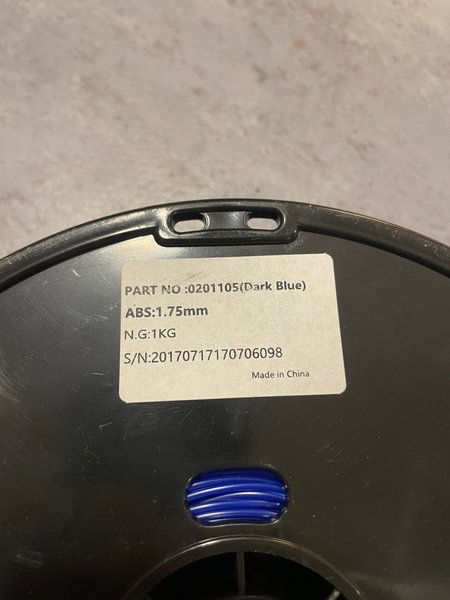 PART NO :0201105(Dark Blue)
ABS:1.75mm
N.G:1KG
S/N:20170717170706098
Made in China